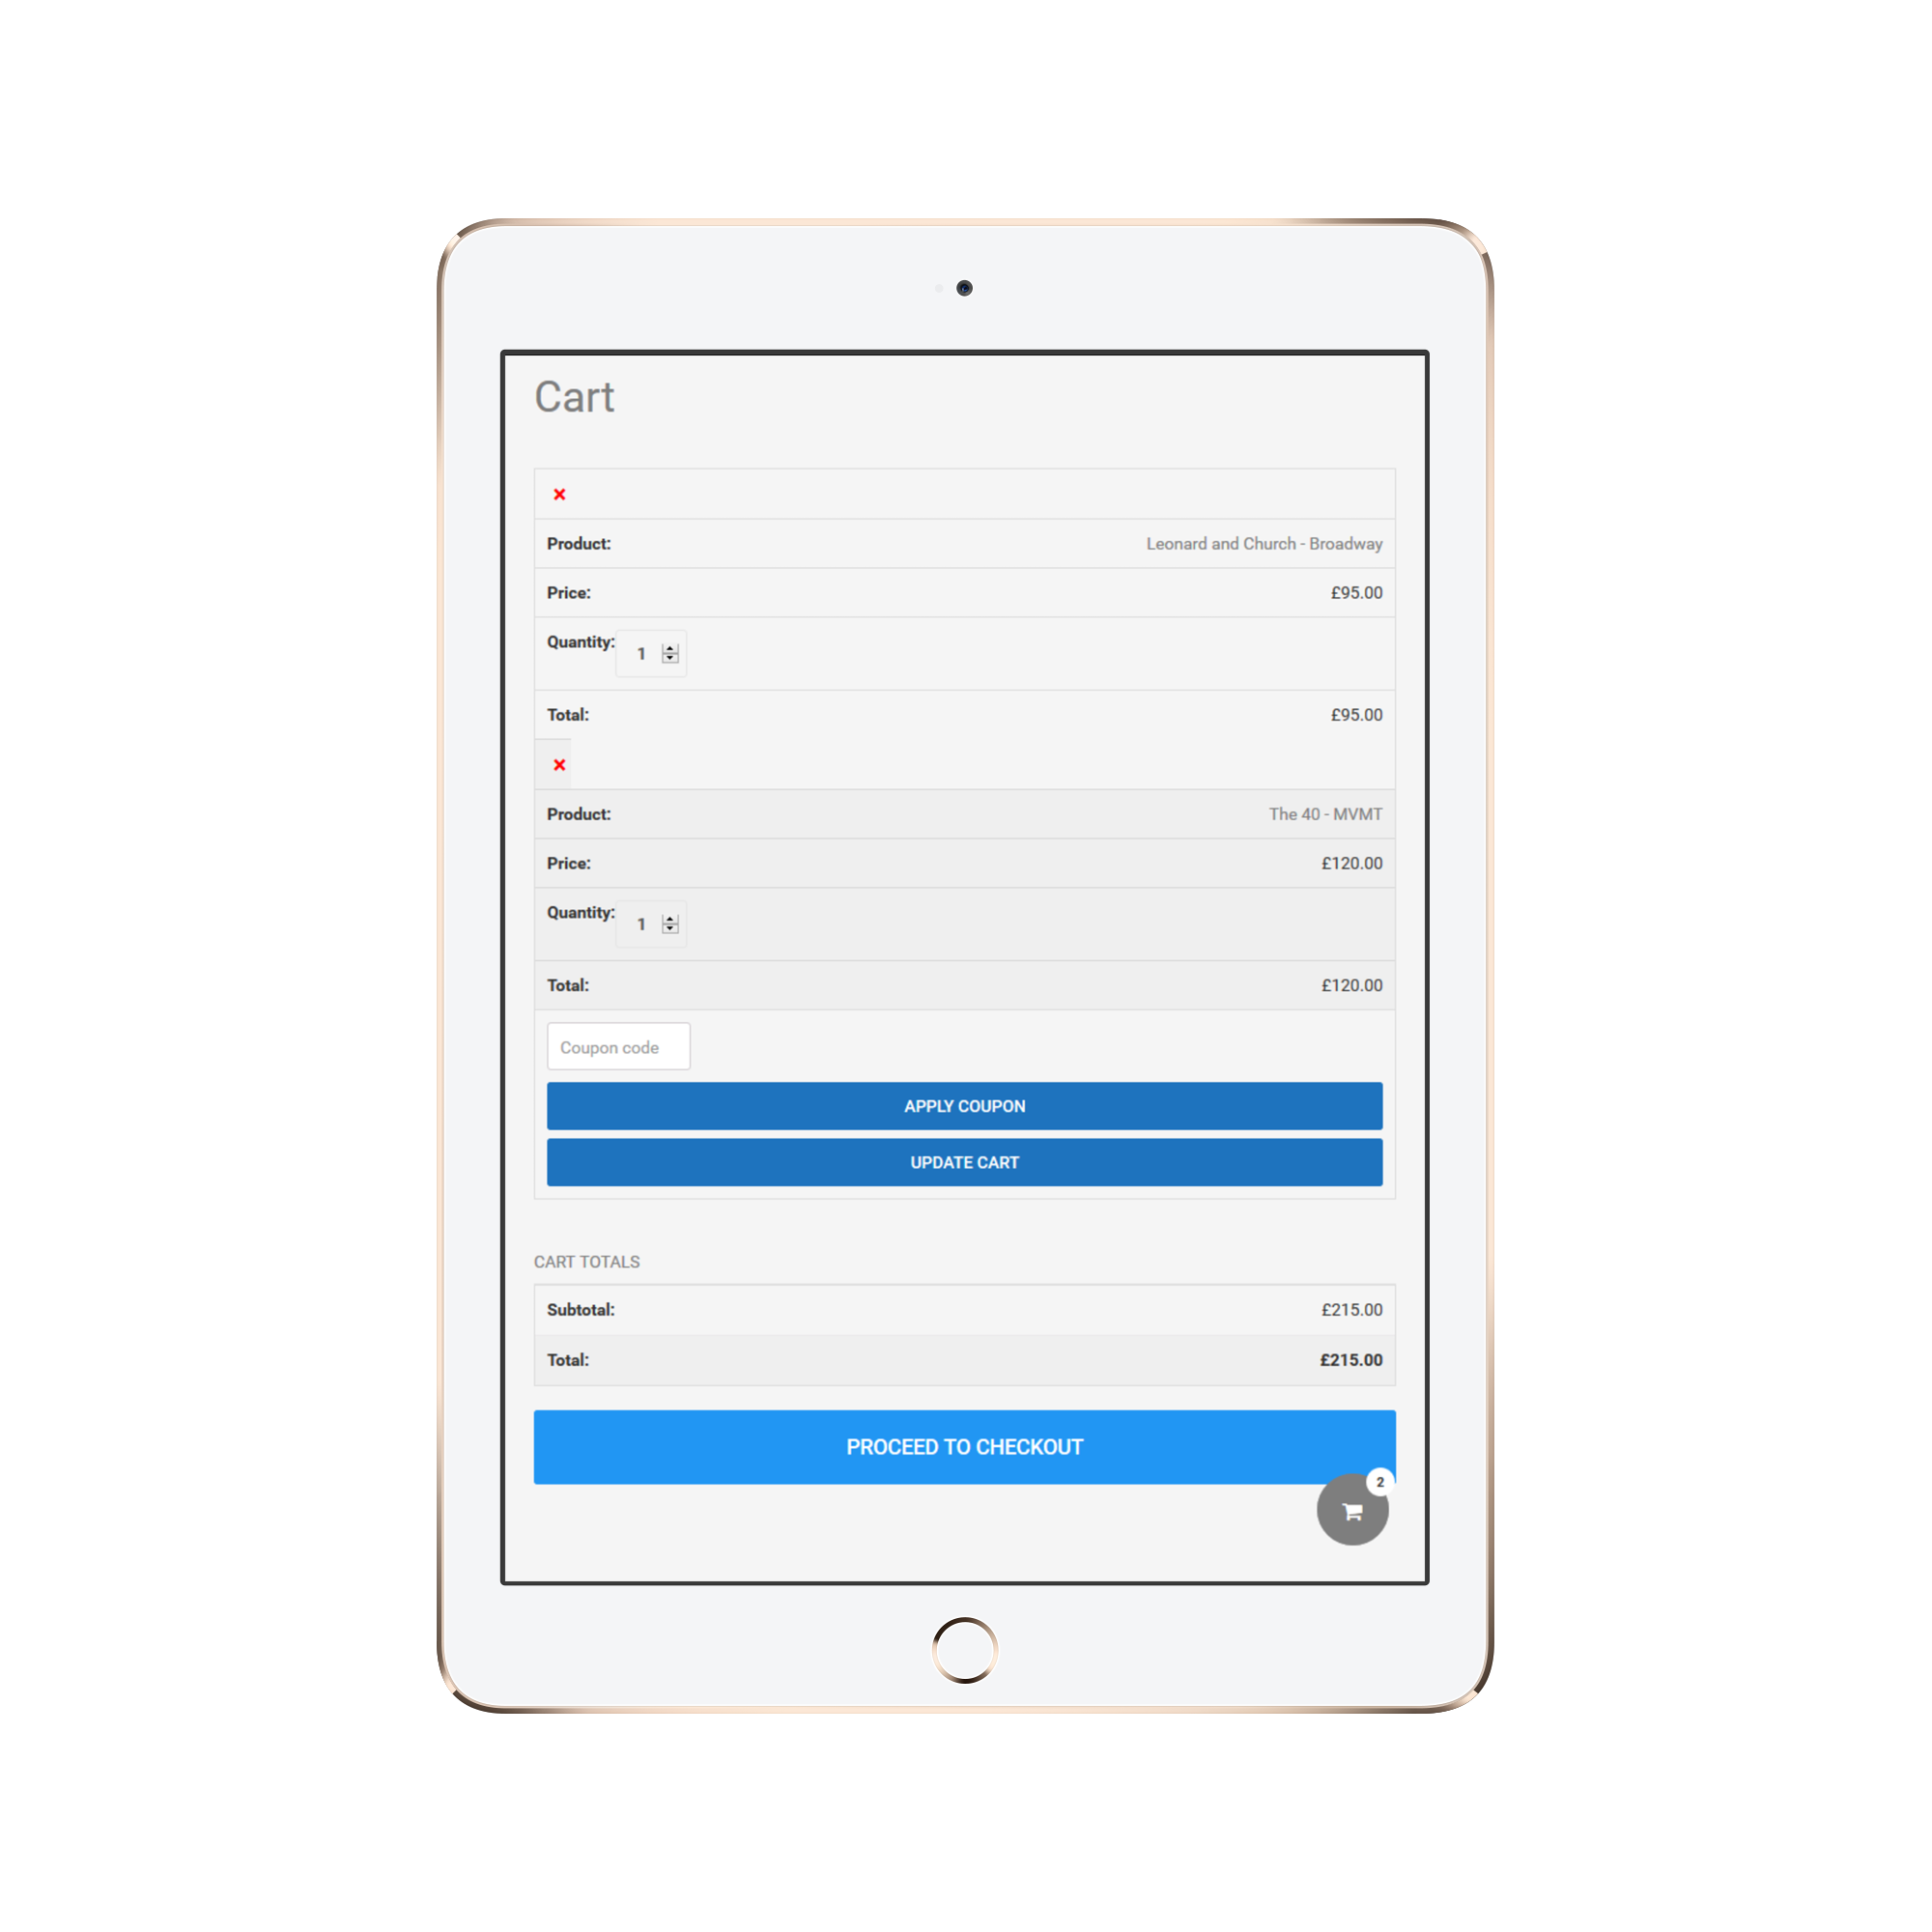 Cart
×
Product: Leonard and Church - Broadway
Price: £95.00
Quantity: 1
Total: £95.00
×
Product: The 40 - MVMT
Price: £120.00
Quantity: 1
Total: £120.00
Coupon code
APPLY COUPON
UPDATE CART
CART TOTALS
Subtotal: £215.00
Total: £215.00
PROCEED TO CHECKOUT
2